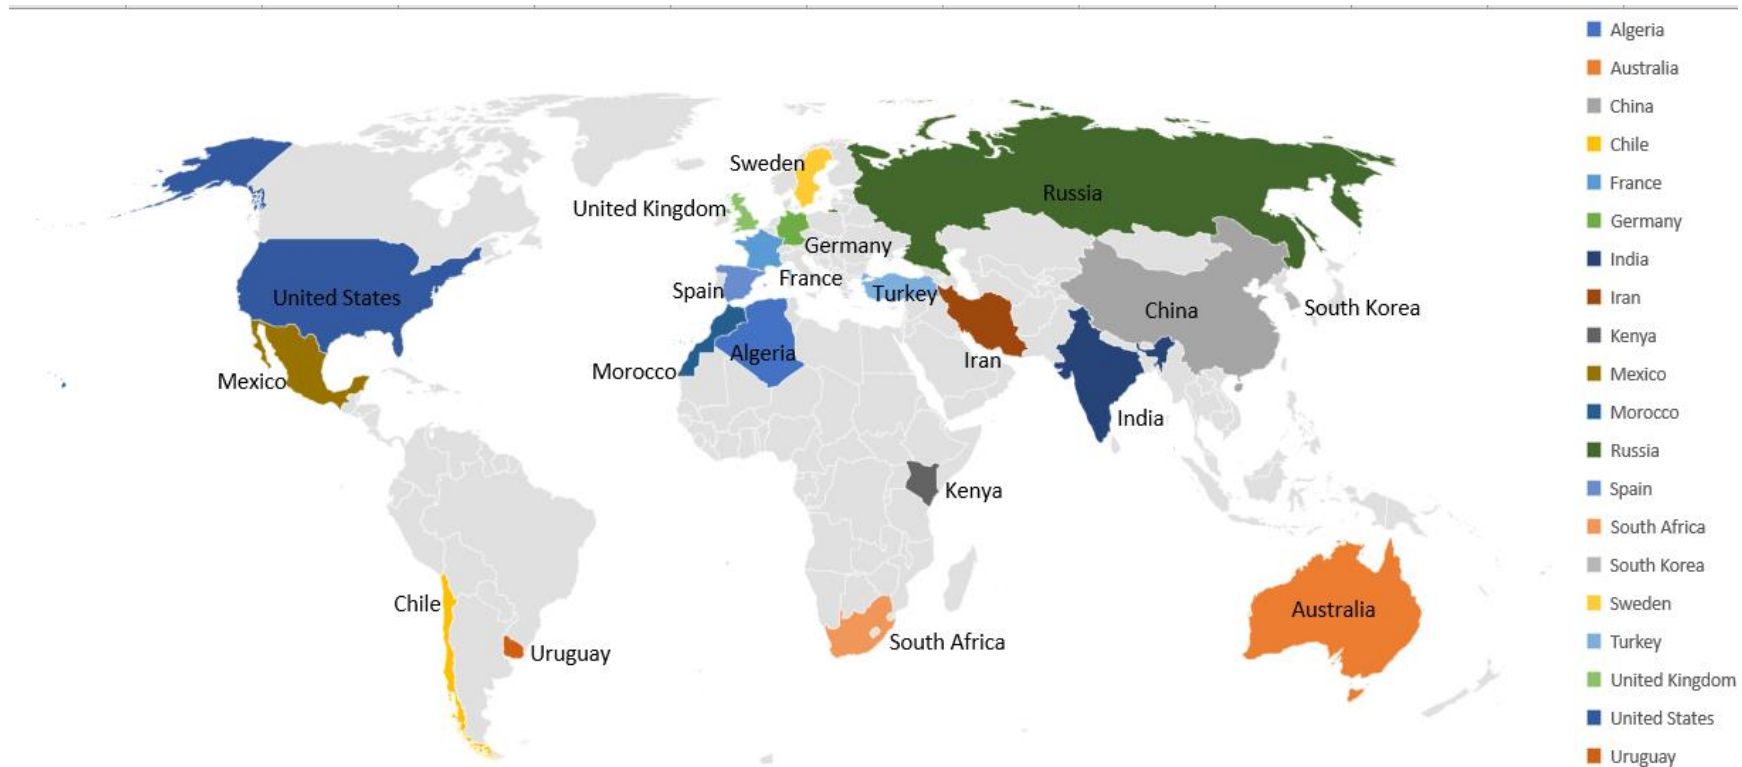 Sweden
United Kingdom
Russia
Germany
France
Spain
Turkey
United States
China
South Korea
Algeria
Iran
Morocco
Mexico
India
Kenya
Chile
Australia
South Africa
Uruguay
Algeria
Australia
China
Chile
France
Germany
India
Iran
Kenya
Mexico
Morocco
Russia
Spain
South Africa
South Korea
Sweden
Turkey
United Kingdom
United States
Uruguay